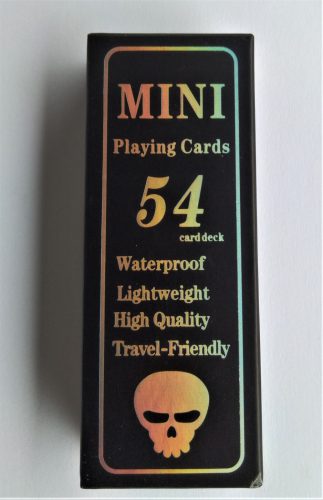 MINI
Playing Cards
54
card deck
Waterproof
Lightweight
High Quality
Travel-Friendly